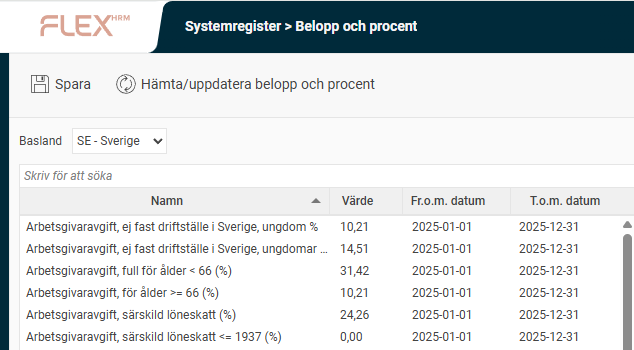 FLEX HRM
Systemregister > Belopp och procent
Spara
Hämta/uppdatera belopp och procent
Basland
SE - Sverige
Skriv för att söka
Namn Värde Fr.o.m. datum T.o.m. datum
Arbetsgivaravgift, ej fast driftställe i Sverige, ungdom % 10,21 2025-01-01 2025-12-31
Arbetsgivaravgift, ej fast driftställe i Sverige, ungdomar ... 14,51 2025-01-01 2025-12-31
Arbetsgivaravgift, full för ålder < 66 (%) 31,42 2025-01-01 2025-12-31
Arbetsgivaravgift, för ålder >= 66 (%) 10,21 2025-01-01 2025-12-31
Arbetsgivaravgift, särskild löneskatt (%) 24,26 2025-01-01 2025-12-31
Arbetsgivaravgift, särskild löneskatt <= 1937 (%) 0,00 2025-01-01 2025-12-31